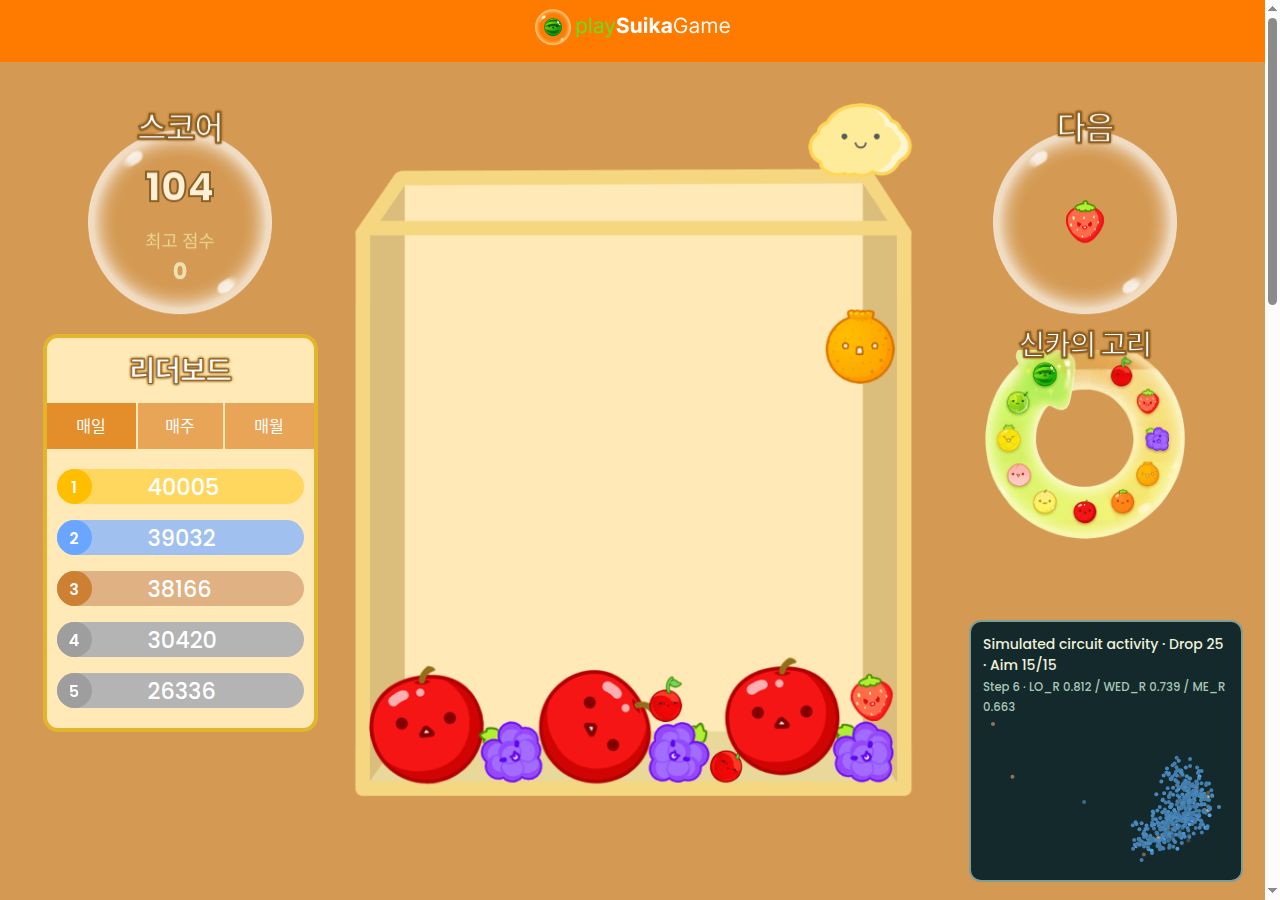 playSuikaGame
스코어
104
최고 점수
0
다음
신카의 고리
리더보드
매일 매주 매월
1 40005
2 39032
3 38166
4 30420
5 26336
Simulated circuit activity · Drop 25
· Aim 15/15
Step 6 · LO_R 0.812 / WED_R 0.739 / ME_R
0.663